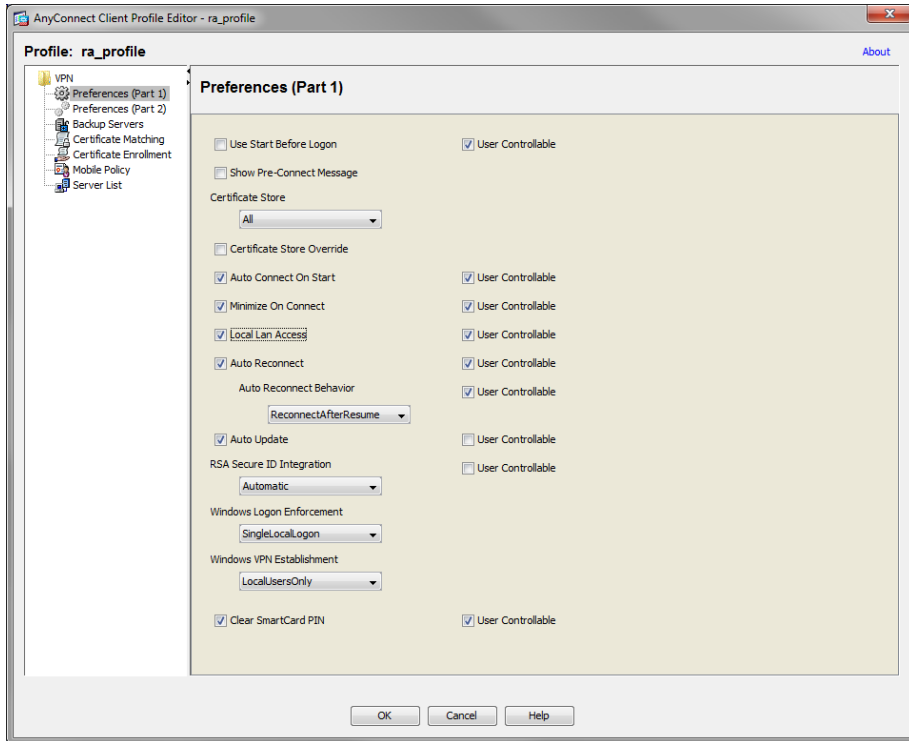 AnyConnect Client Profile Editor - ra_profile
x
Profile: ra_profile
About
VPN
Preferences (Part 1)
Preferences (Part 2)
Backup Servers
Certificate Matching
Certificate Enrollment
Mobile Policy
Server List
Preferences (Part 1)
Use Start Before Logon
User Controllable
Show Pre-Connect Message
Certificate Store
All
Certificate Store Override
Auto Connect On Start
User Controllable
Minimize On Connect
User Controllable
Local Lan Access
User Controllable
Auto Reconnect
User Controllable
Auto Reconnect Behavior
User Controllable
ReconnectAfterResume
Auto Update
User Controllable
RSA Secure ID Integration
User Controllable
Automatic
Windows Logon Enforcement
SingleLocalLogon
Windows VPN Establishment
LocalUsersOnly
Clear SmartCard PIN
User Controllable
OK
Cancel
Help